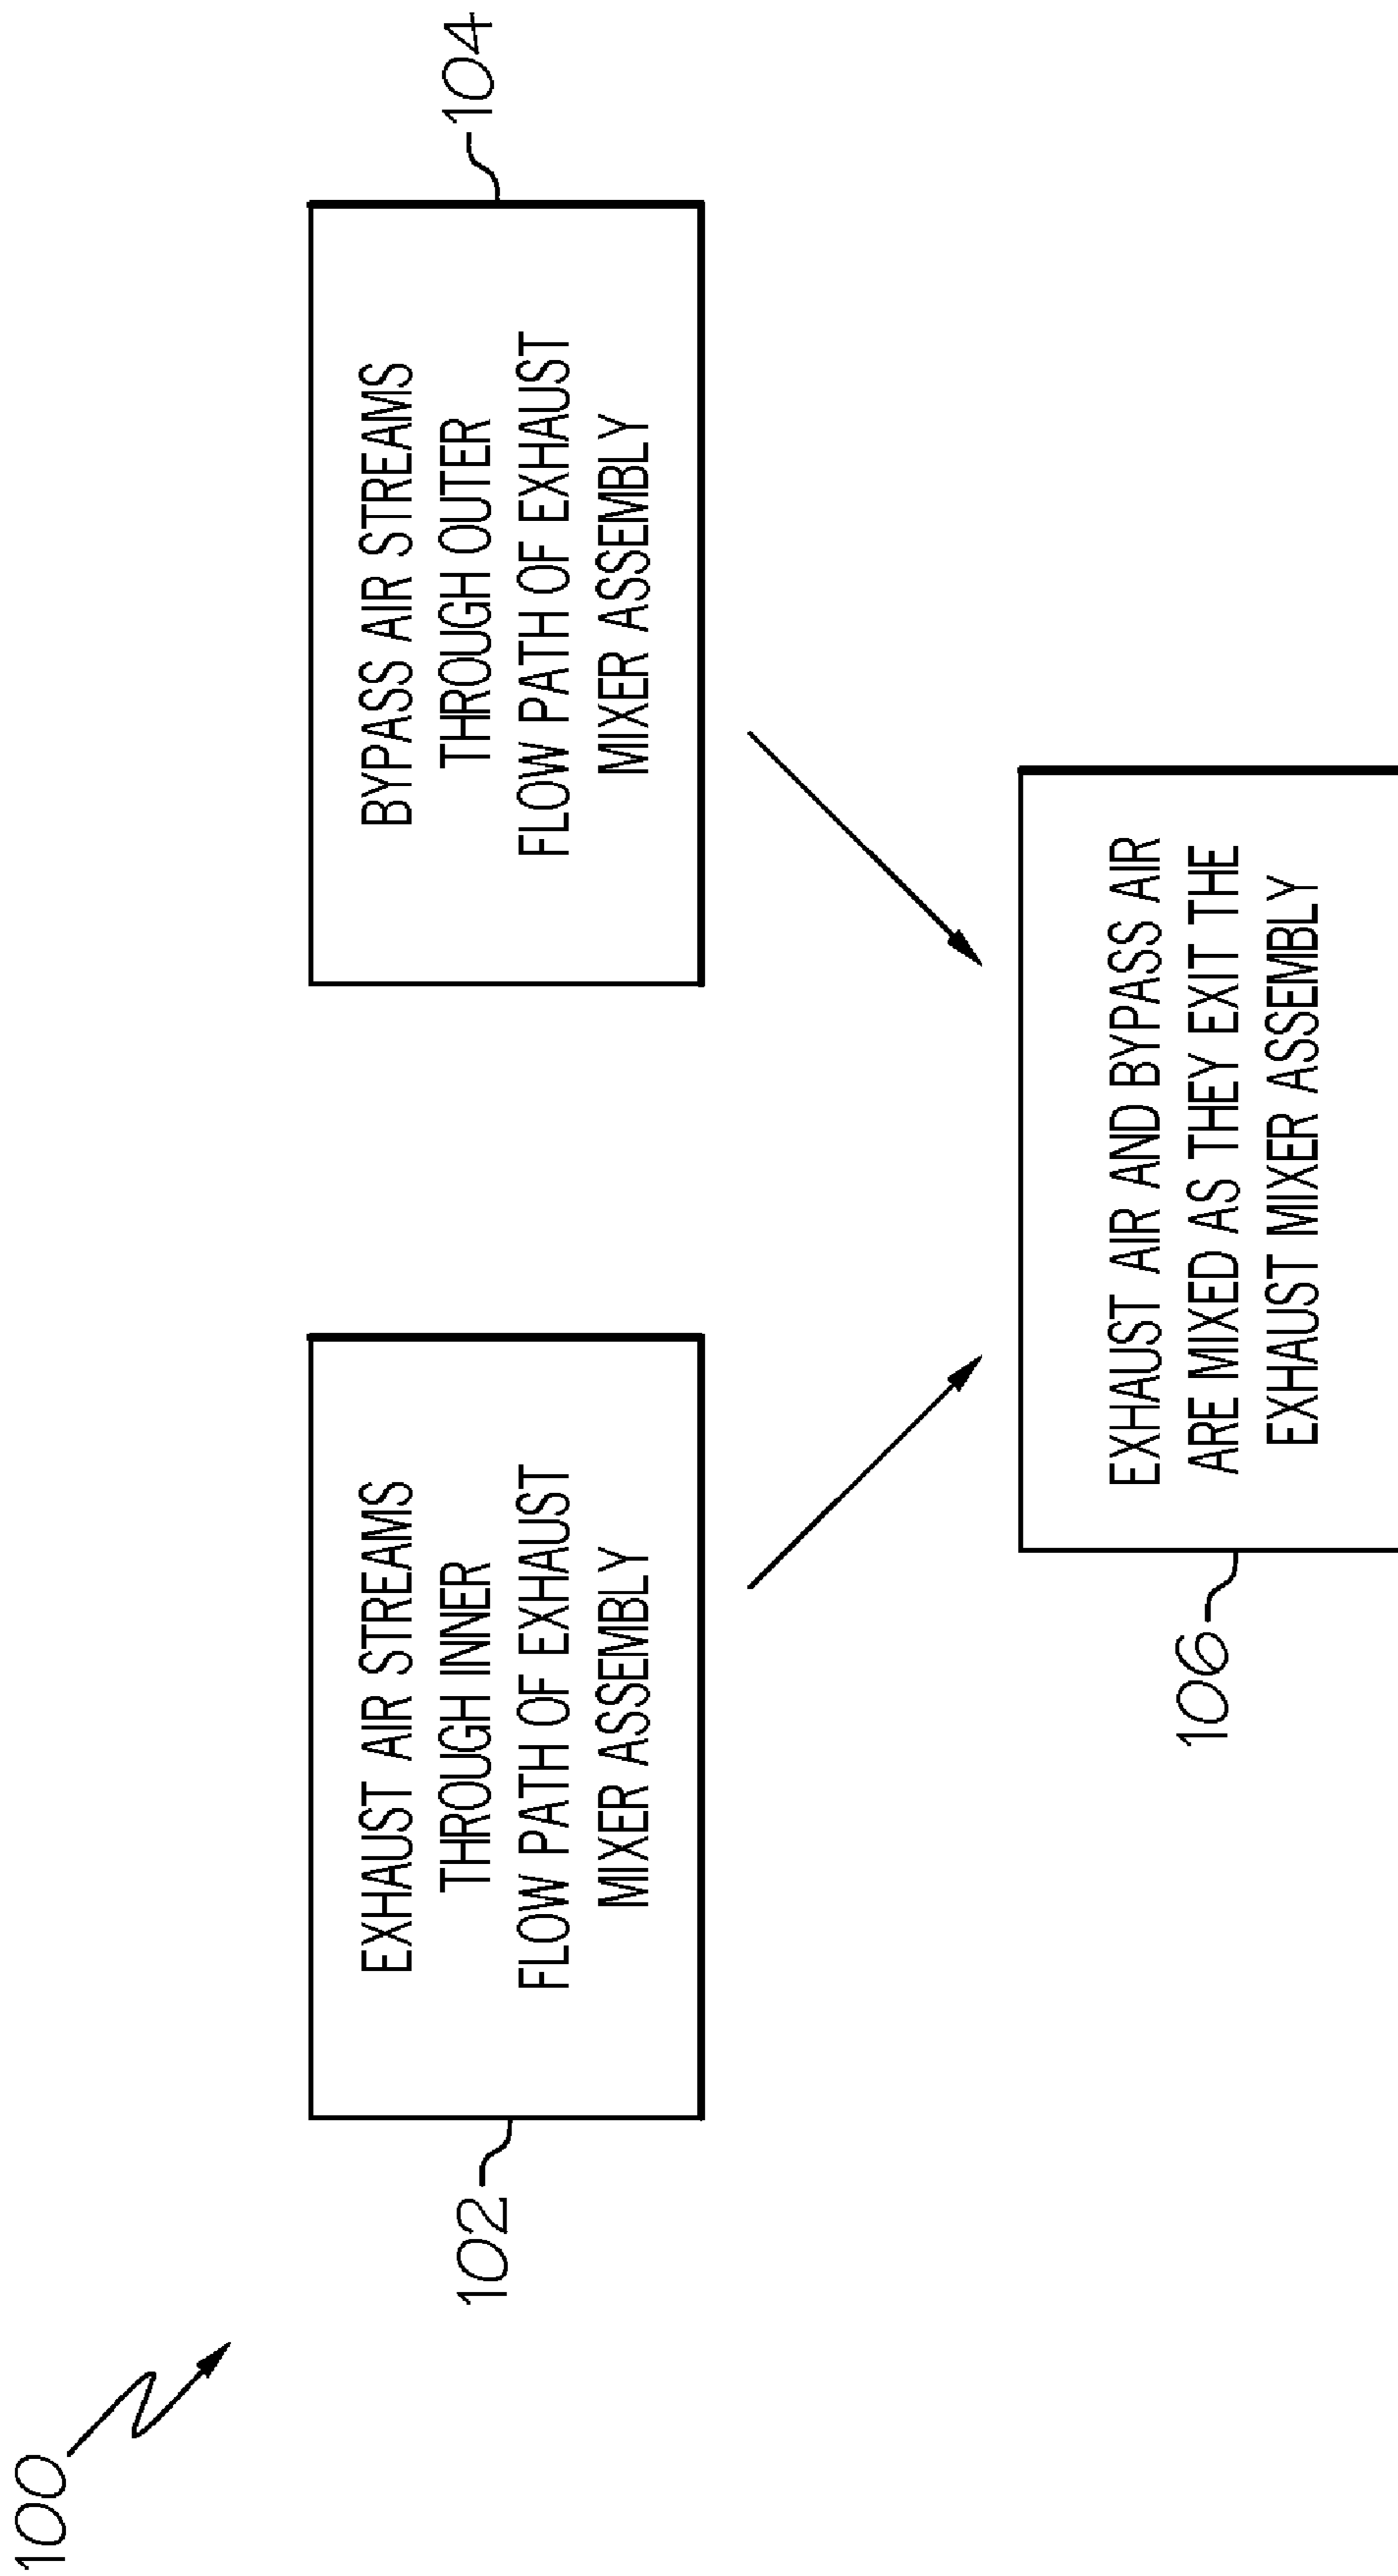 100
102
EXHAUST AIR STREAMS
THROUGH INNER
FLOW PATH OF EXHAUST
MIXER ASSEMBLY
104
BYPASS AIR STREAMS
THROUGH OUTER
FLOW PATH OF EXHAUST
MIXER ASSEMBLY
106
EXHAUST AIR AND BYPASS AIR
ARE MIXED AS THEY EXIT THE
EXHAUST MIXER ASSEMBLY